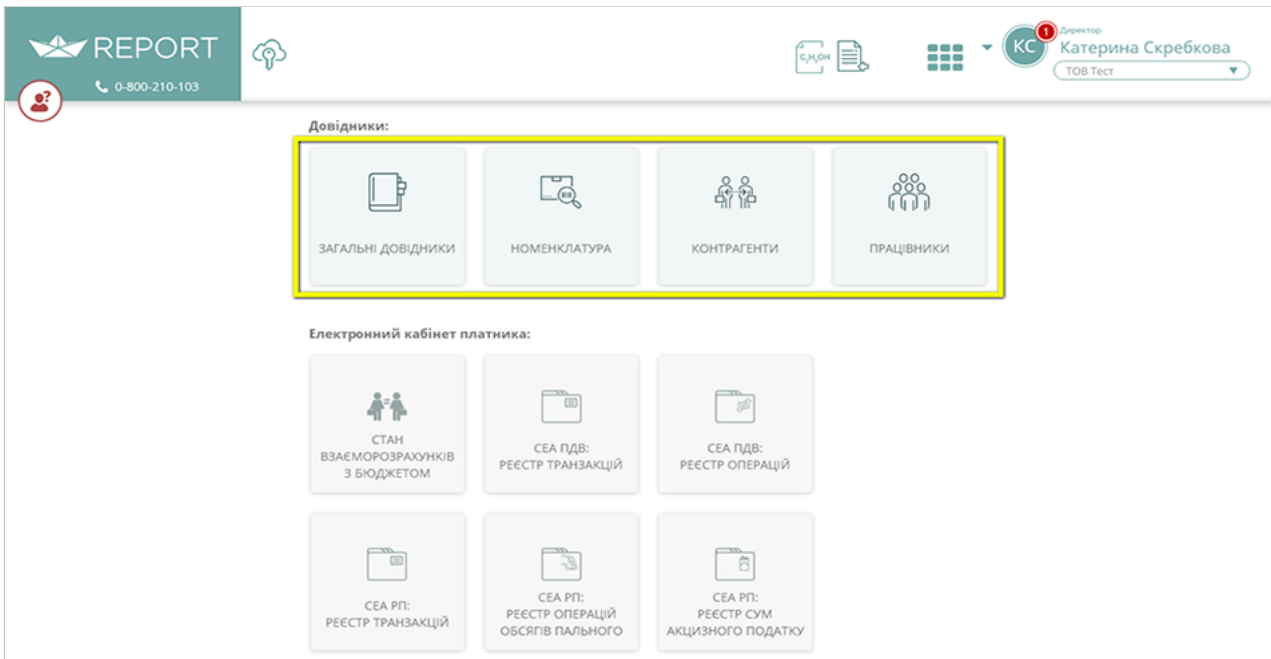 REPORT
0-800-210-103
C₂H₅OH
КС
1
Директор
Катерина Скребкова
ТОВ Тест
Довідники:
ЗАГАЛЬНІ ДОВІДНИКИ
НОМЕНКЛАТУРА
КОНТРАГЕНТИ
ПРАЦІВНИКИ
Електронний кабінет платника:
СТАН
ВЗАЄМОРОЗРАХУНКІВ
З БЮДЖЕТОМ
СЕА ПДВ:
РЕЄСТР ТРАНЗАКЦІЙ
СЕА ПДВ:
РЕЄСТР ОПЕРАЦІЙ
СЕА РП:
РЕЄСТР ТРАНЗАКЦІЙ
СЕА РП:
РЕЄСТР ОПЕРАЦІЙ
ОБСЯГІВ ПАЛЬНОГО
СЕА РП:
РЕЄСТР СУМ
АКЦИЗНОГО ПОДАТКУ